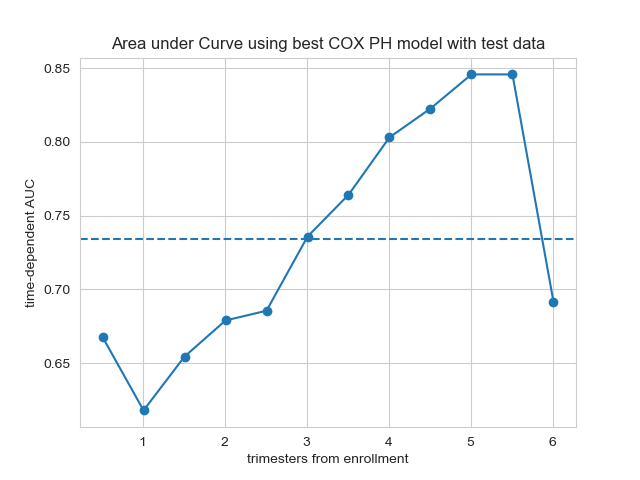 Area under Curve using best COX PH model with test data
0.85
0.80
0.75
0.70
0.65
time-dependent AUC
1 2 3 4 5 6
trimesters from enrollment